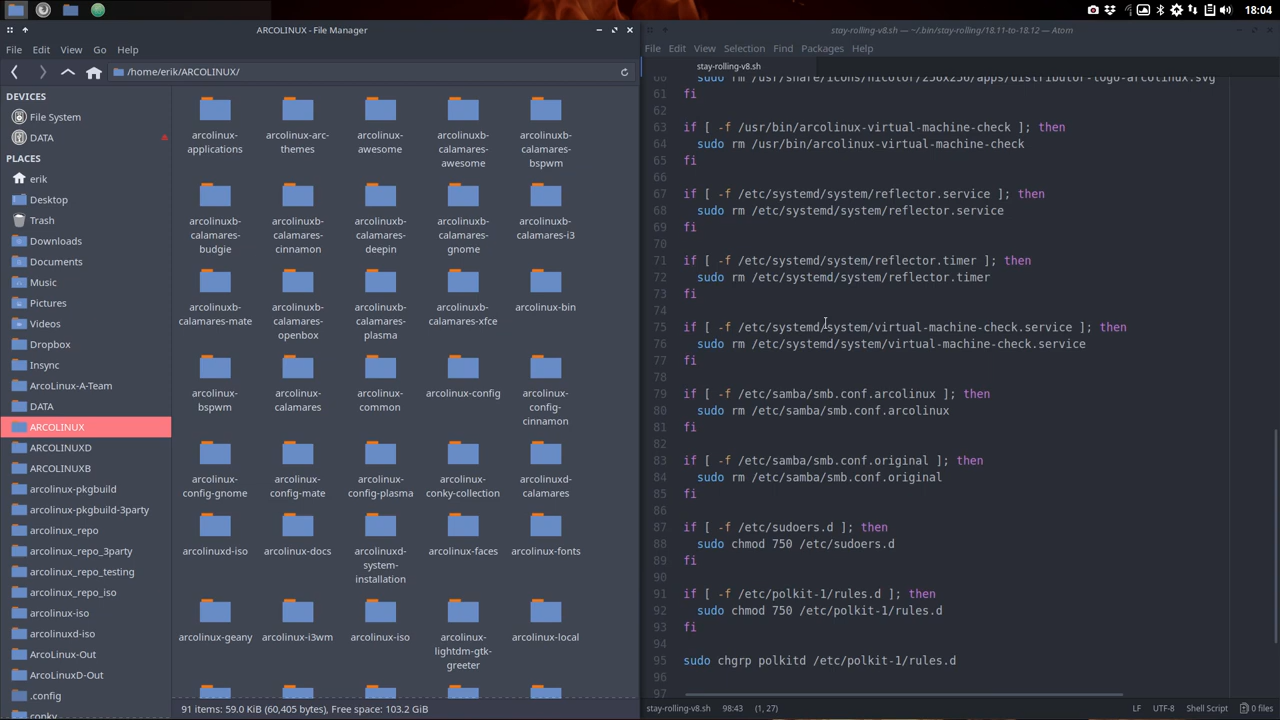 18:04
ARCOLINUX - File Manager
File Edit View Go Help
/home/erik/ARCOLINUX/
DEVICES
File System
DATA
PLACES
erik
Desktop
Trash
Downloads
Documents
Music
Pictures
Videos
Dropbox
Insync
ArcoLinux-A-Team
DATA
ARCOLINUX
ARCOLINUXD
ARCOLINUXB
arcolinux-pkgbuild
arcolinux-pkgbuild-3party
arcolinux_repo
arcolinux_repo_3party
arcolinux_repo_testing
arcolinux_repo_iso
arcolinux-iso
arcolinuxd-iso
ArcoLinux-Out
ArcoLinuxD-Out
.config
conky
arcolinux-applications
arcolinux-arc-themes
arcolinux-awesome
arcolinuxb-calamares-awesome
arcolinuxb-calamares-bspwm
arcolinuxb-calamares-budgie
arcolinuxb-calamares-cinnamon
arcolinuxb-calamares-deepin
arcolinuxb-calamares-gnome
arcolinuxb-calamares-i3
arcolinuxb-calamares-mate
arcolinuxb-calamares-openbox
arcolinuxb-calamares-plasma
arcolinuxb-calamares-xfce
arcolinux-bin
arcolinux-bspwm
arcolinux-calamares
arcolinux-common
arcolinux-config
arcolinux-config-cinnamon
arcolinux-config-gnome
arcolinux-config-mate
arcolinux-config-plasma
arcolinux-conky-collection
arcolinuxd-calamares
arcolinuxd-iso
arcolinux-docs
arcolinuxd-system-installation
arcolinux-faces
arcolinux-fonts
arcolinux-geany
arcolinux-i3wm
arcolinux-iso
arcolinux-lightdm-gtk-greeter
arcolinux-local
91 items: 59.0 KiB (60,405 bytes), Free space: 103.2 GiB
stay-rolling-v8.sh — ~/.bin/stay-rolling/18.11-to-18.12 — Atom
File Edit View Selection Find Packages Help
stay-rolling-v8.sh
60 sudo rm /usr/share/icons/hicolor/256x256/apps/distributor-logo-arcolinux.svg
61 fi
62
63 if [ -f /usr/bin/arcolinux-virtual-machine-check ]; then
64 sudo rm /usr/bin/arcolinux-virtual-machine-check
65 fi
66
67 if [ -f /etc/systemd/system/reflector.service ]; then
68 sudo rm /etc/systemd/system/reflector.service
69 fi
70
71 if [ -f /etc/systemd/system/reflector.timer ]; then
72 sudo rm /etc/systemd/system/reflector.timer
73 fi
74
75 if [ -f /etc/systemd/system/virtual-machine-check.service ]; then
76 sudo rm /etc/systemd/system/virtual-machine-check.service
77 fi
78
79 if [ -f /etc/samba/smb.conf.arcolinux ]; then
80 sudo rm /etc/samba/smb.conf.arcolinux
81 fi
82
83 if [ -f /etc/samba/smb.conf.original ]; then
84 sudo rm /etc/samba/smb.conf.original
85 fi
86
87 if [ -f /etc/sudoers.d ]; then
88 sudo chmod 750 /etc/sudoers.d
89 fi
90
91 if [ -f /etc/polkit-1/rules.d ]; then
92 sudo chmod 750 /etc/polkit-1/rules.d
93 fi
94
95 sudo chgrp polkitd /etc/polkit-1/rules.d
96
97
stay-rolling-v8.sh 98:43 (1, 27) LF UTF-8 Shell Script 0 files